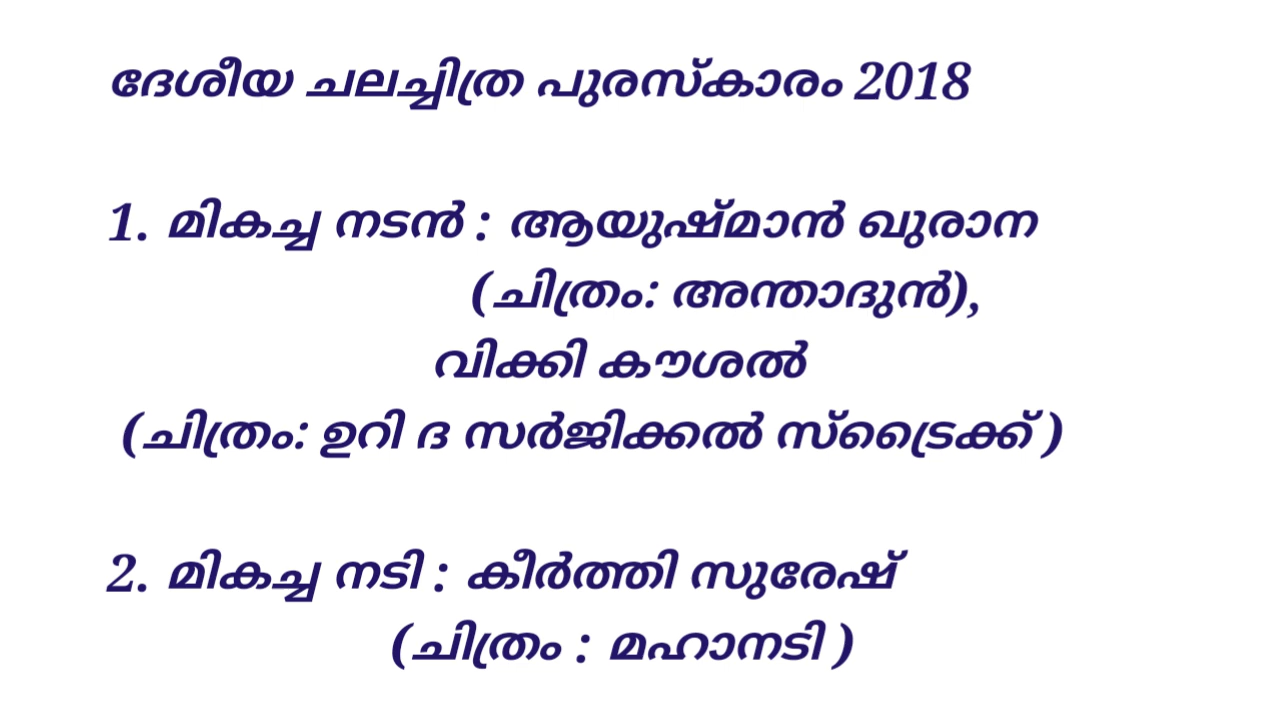 ദേശീയ ചലച്ചിത്ര പുരസ്കാരം 2018
1. മികച്ച നടൻ : ആയുഷ്മാൻ ഖുരാന
(ചിത്രം: അന്താദുൻ),
വിക്കി കൗശൽ
(ചിത്രം: ഉറി ദ സർജിക്കൽ സ്ട്രൈക്ക് )
2. മികച്ച നടി : കീർത്തി സുരേഷ്
(ചിത്രം : മഹാനടി )